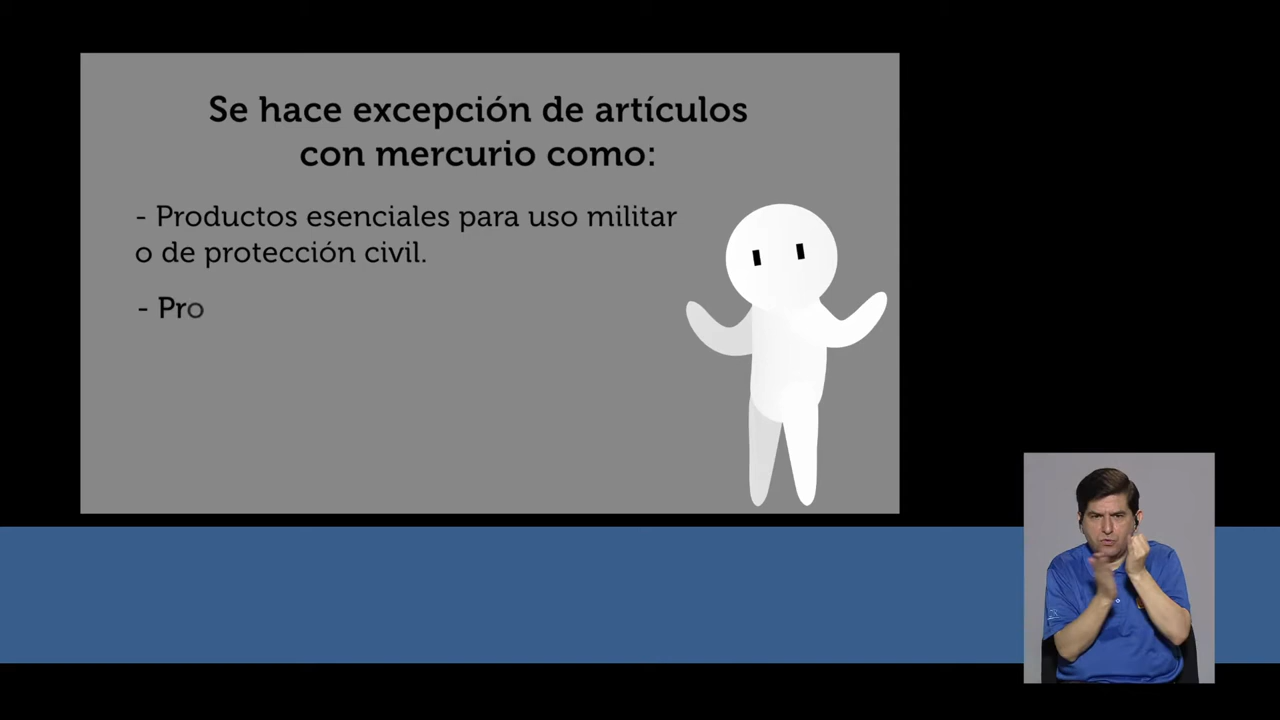 Se hace excepción de artículos
con mercurio como:
- Productos esenciales para uso militar
o de protección civil.
- Pro